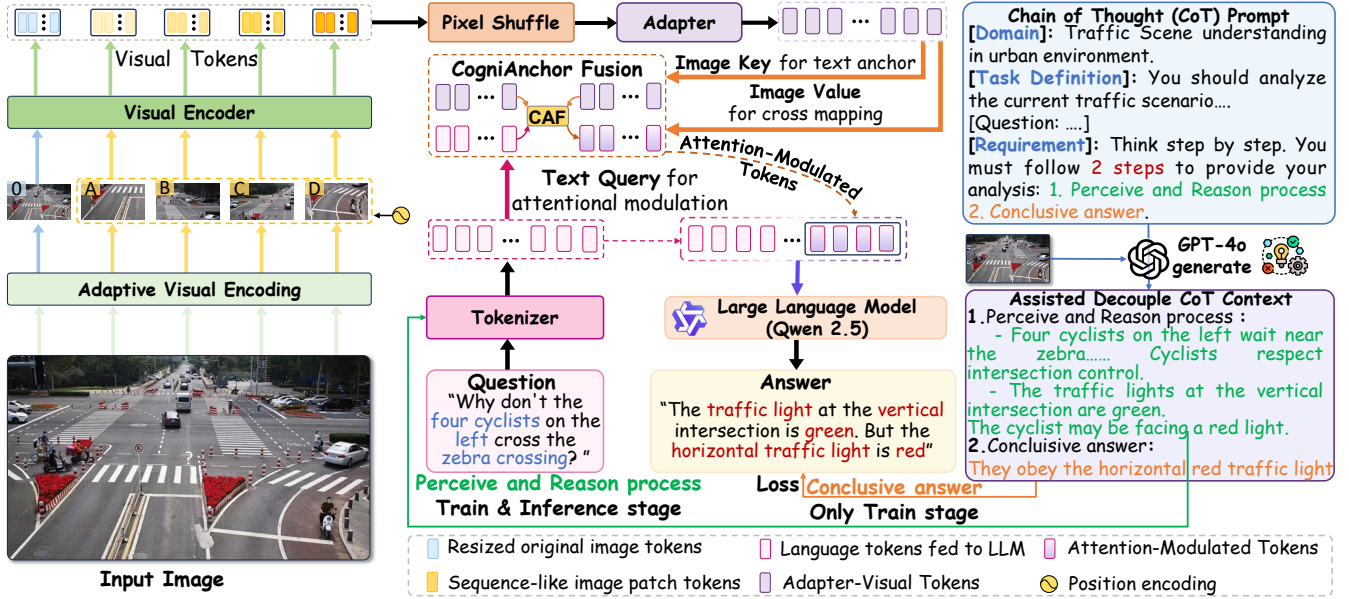 Visual Tokens
Visual Encoder
0 A B C D
Adaptive Visual Encoding
Input Image
Pixel Shuffle
Adapter
CogniAnchor Fusion
CAF
Image Key for text anchor
Image Value
for cross mapping
Attention-Modulated
Tokens
Text Query for
attentional modulation
Tokenizer
Large Language Model
(Qwen 2.5)
Question
“Why don't the
four cyclists on the
left cross the
zebra crossing? ”
Answer
“The traffic light at the vertical
intersection is green. But the
horizontal traffic light is red”
Perceive and Reason process
Train & Inference stage
Loss
Conclusive answer
Only Train stage
Chain of Thought (CoT) Prompt
[Domain]: Traffic Scene understanding
in urban environment.
[Task Definition]: You should analyze
the current traffic scenario….
[Question: ….]
[Requirement]: Think step by step. You
must follow 2 steps to provide your
analysis: 1. Perceive and Reason process
2. Conclusive answer.
GPT-4o
generate
Assisted Decouple CoT Context
1.Perceive and Reason process :
- Four cyclists on the left wait near
the zebra…… Cyclists respect
intersection control.
- The traffic lights at the vertical
intersection are green.
The cyclist may be facing a red light.
2.Concluisive answer:
They obey the horizontal red traffic light
Resized original image tokens
Language tokens fed to LLM
Attention-Modulated Tokens
Sequence-like image patch tokens
Adapter-Visual Tokens
Position encoding
?